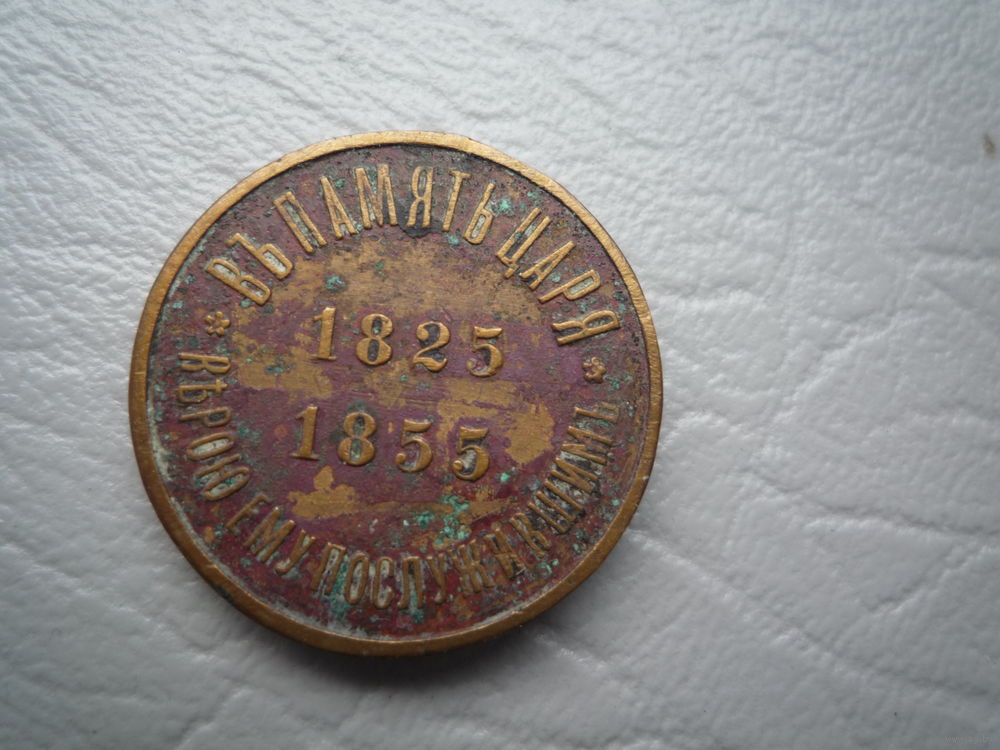 ВЪ ПАМЯТЬ ЦАРЯ
1825
1855
ВѢРОЮ ЕМУ ПОСЛУЖИВШИМЪ